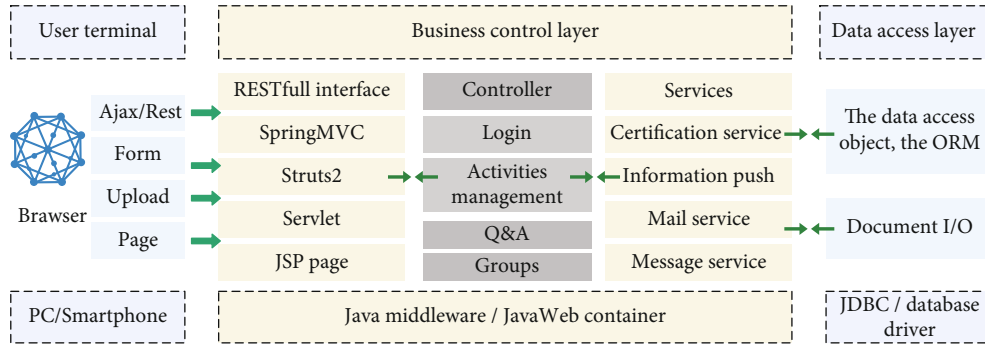 User terminal
Business control layer
Data access layer
Brawser
Ajax/Rest
Form
Upload
Page
RESTfull interface
SpringMVC
Struts2
Servlet
JSP page
Controller
Login
Activities
management
Q&A
Groups
Services
Certification service
Information push
Mail service
Message service
The data access
object, the ORM
Document I/O
PC/Smartphone
Java middleware / JavaWeb container
JDBC / database
driver